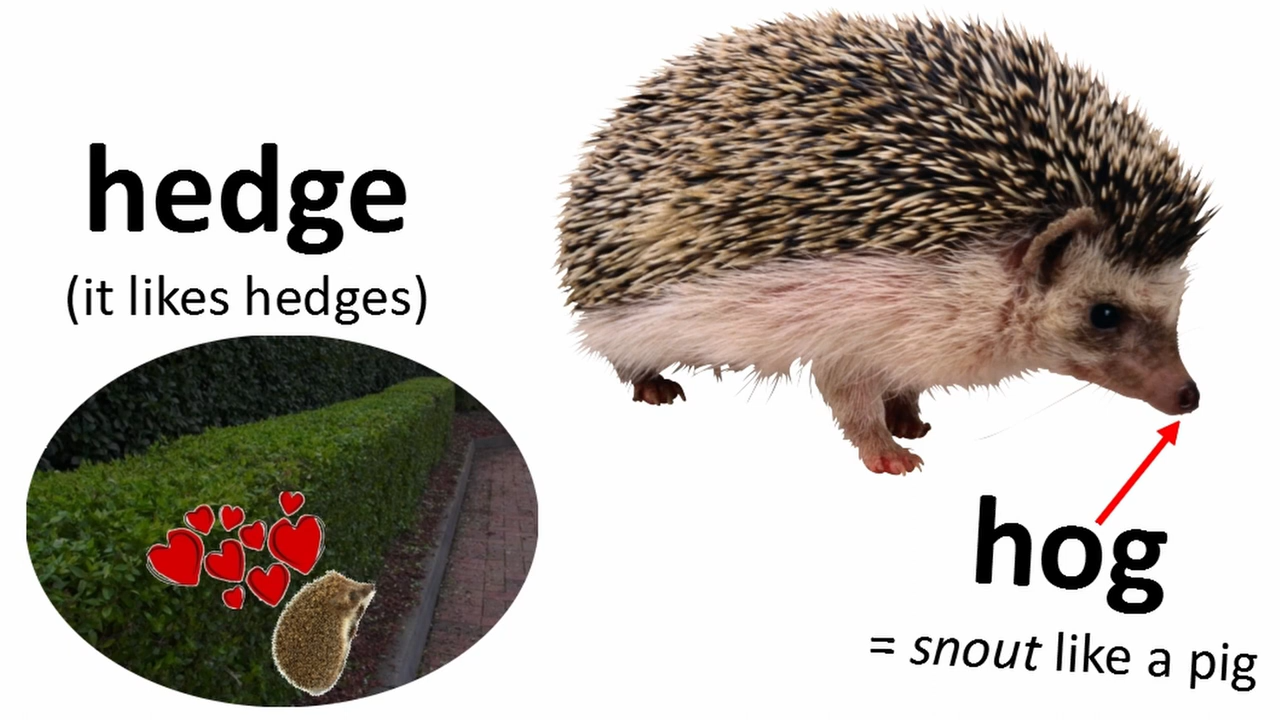 hedge
(it likes hedges)
hog
= snout like a pig